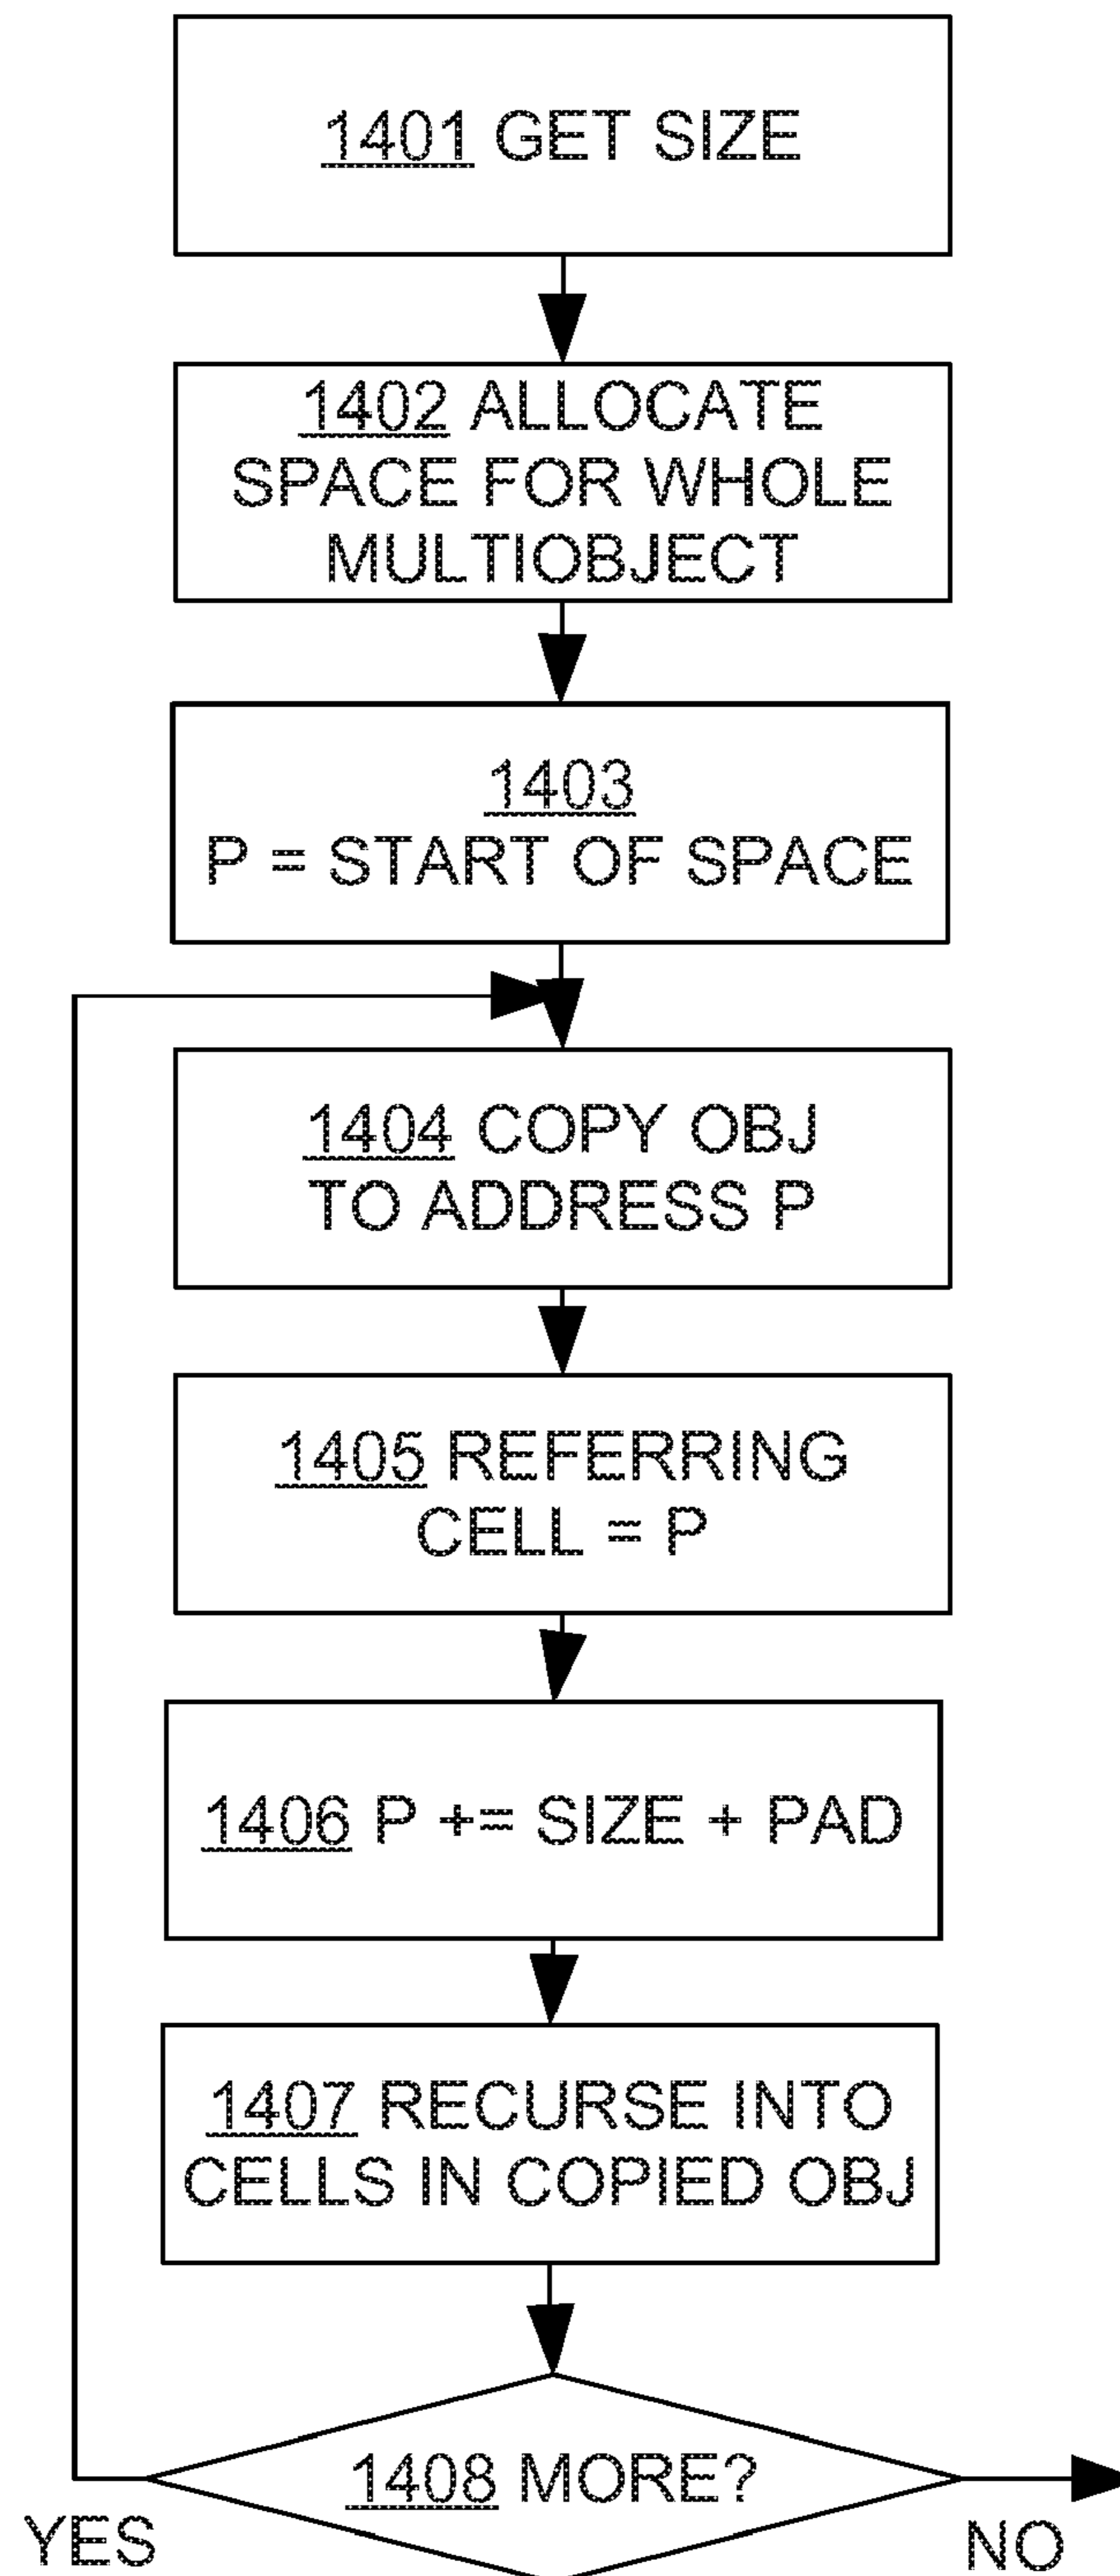 1401 GET SIZE
1402 ALLOCATE
SPACE FOR WHOLE
MULTIOBJECT
1403
P = START OF SPACE
1404 COPY OBJ
TO ADDRESS P
1405 REFERRING
CELL = P
1406 P += SIZE + PAD
1407 RECURSE INTO
CELLS IN COPIED OBJ
1408 MORE?
YES
NO